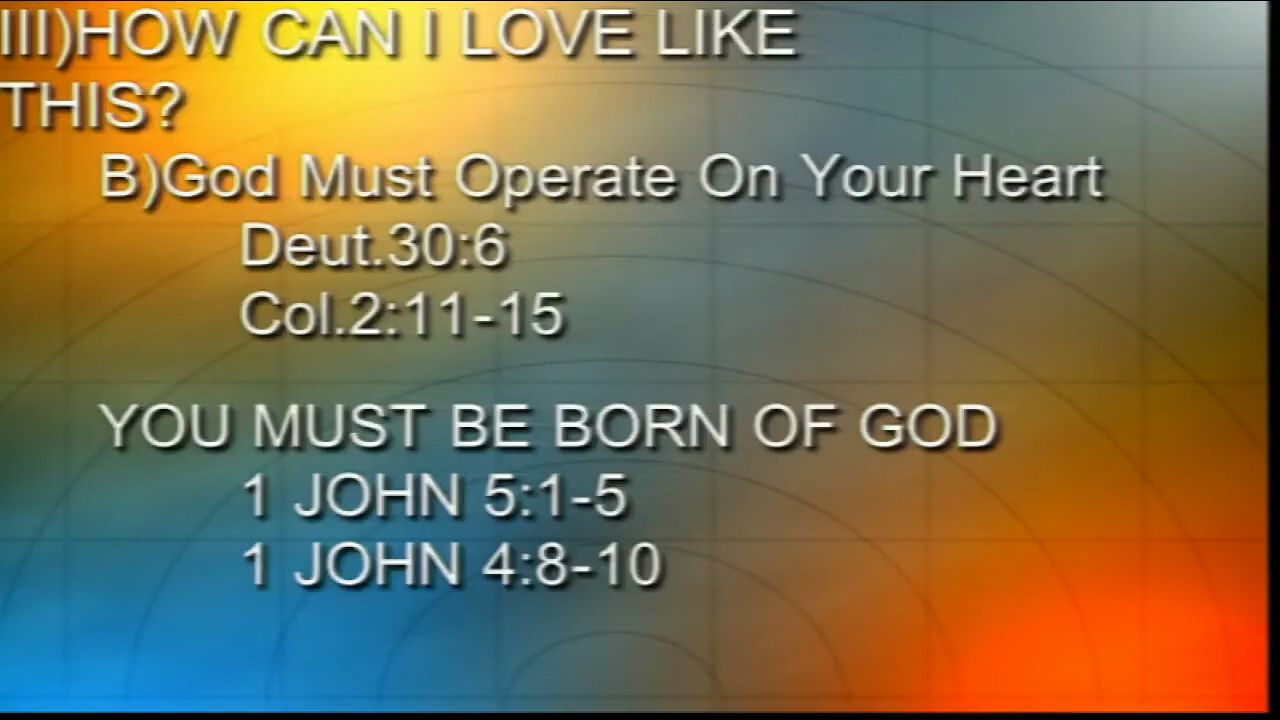 III)HOW CAN I LOVE LIKE
THIS?
B)God Must Operate On Your Heart
Deut.30:6
Col.2:11-15
YOU MUST BE BORN OF GOD
1 JOHN 5:1-5
1 JOHN 4:8-10